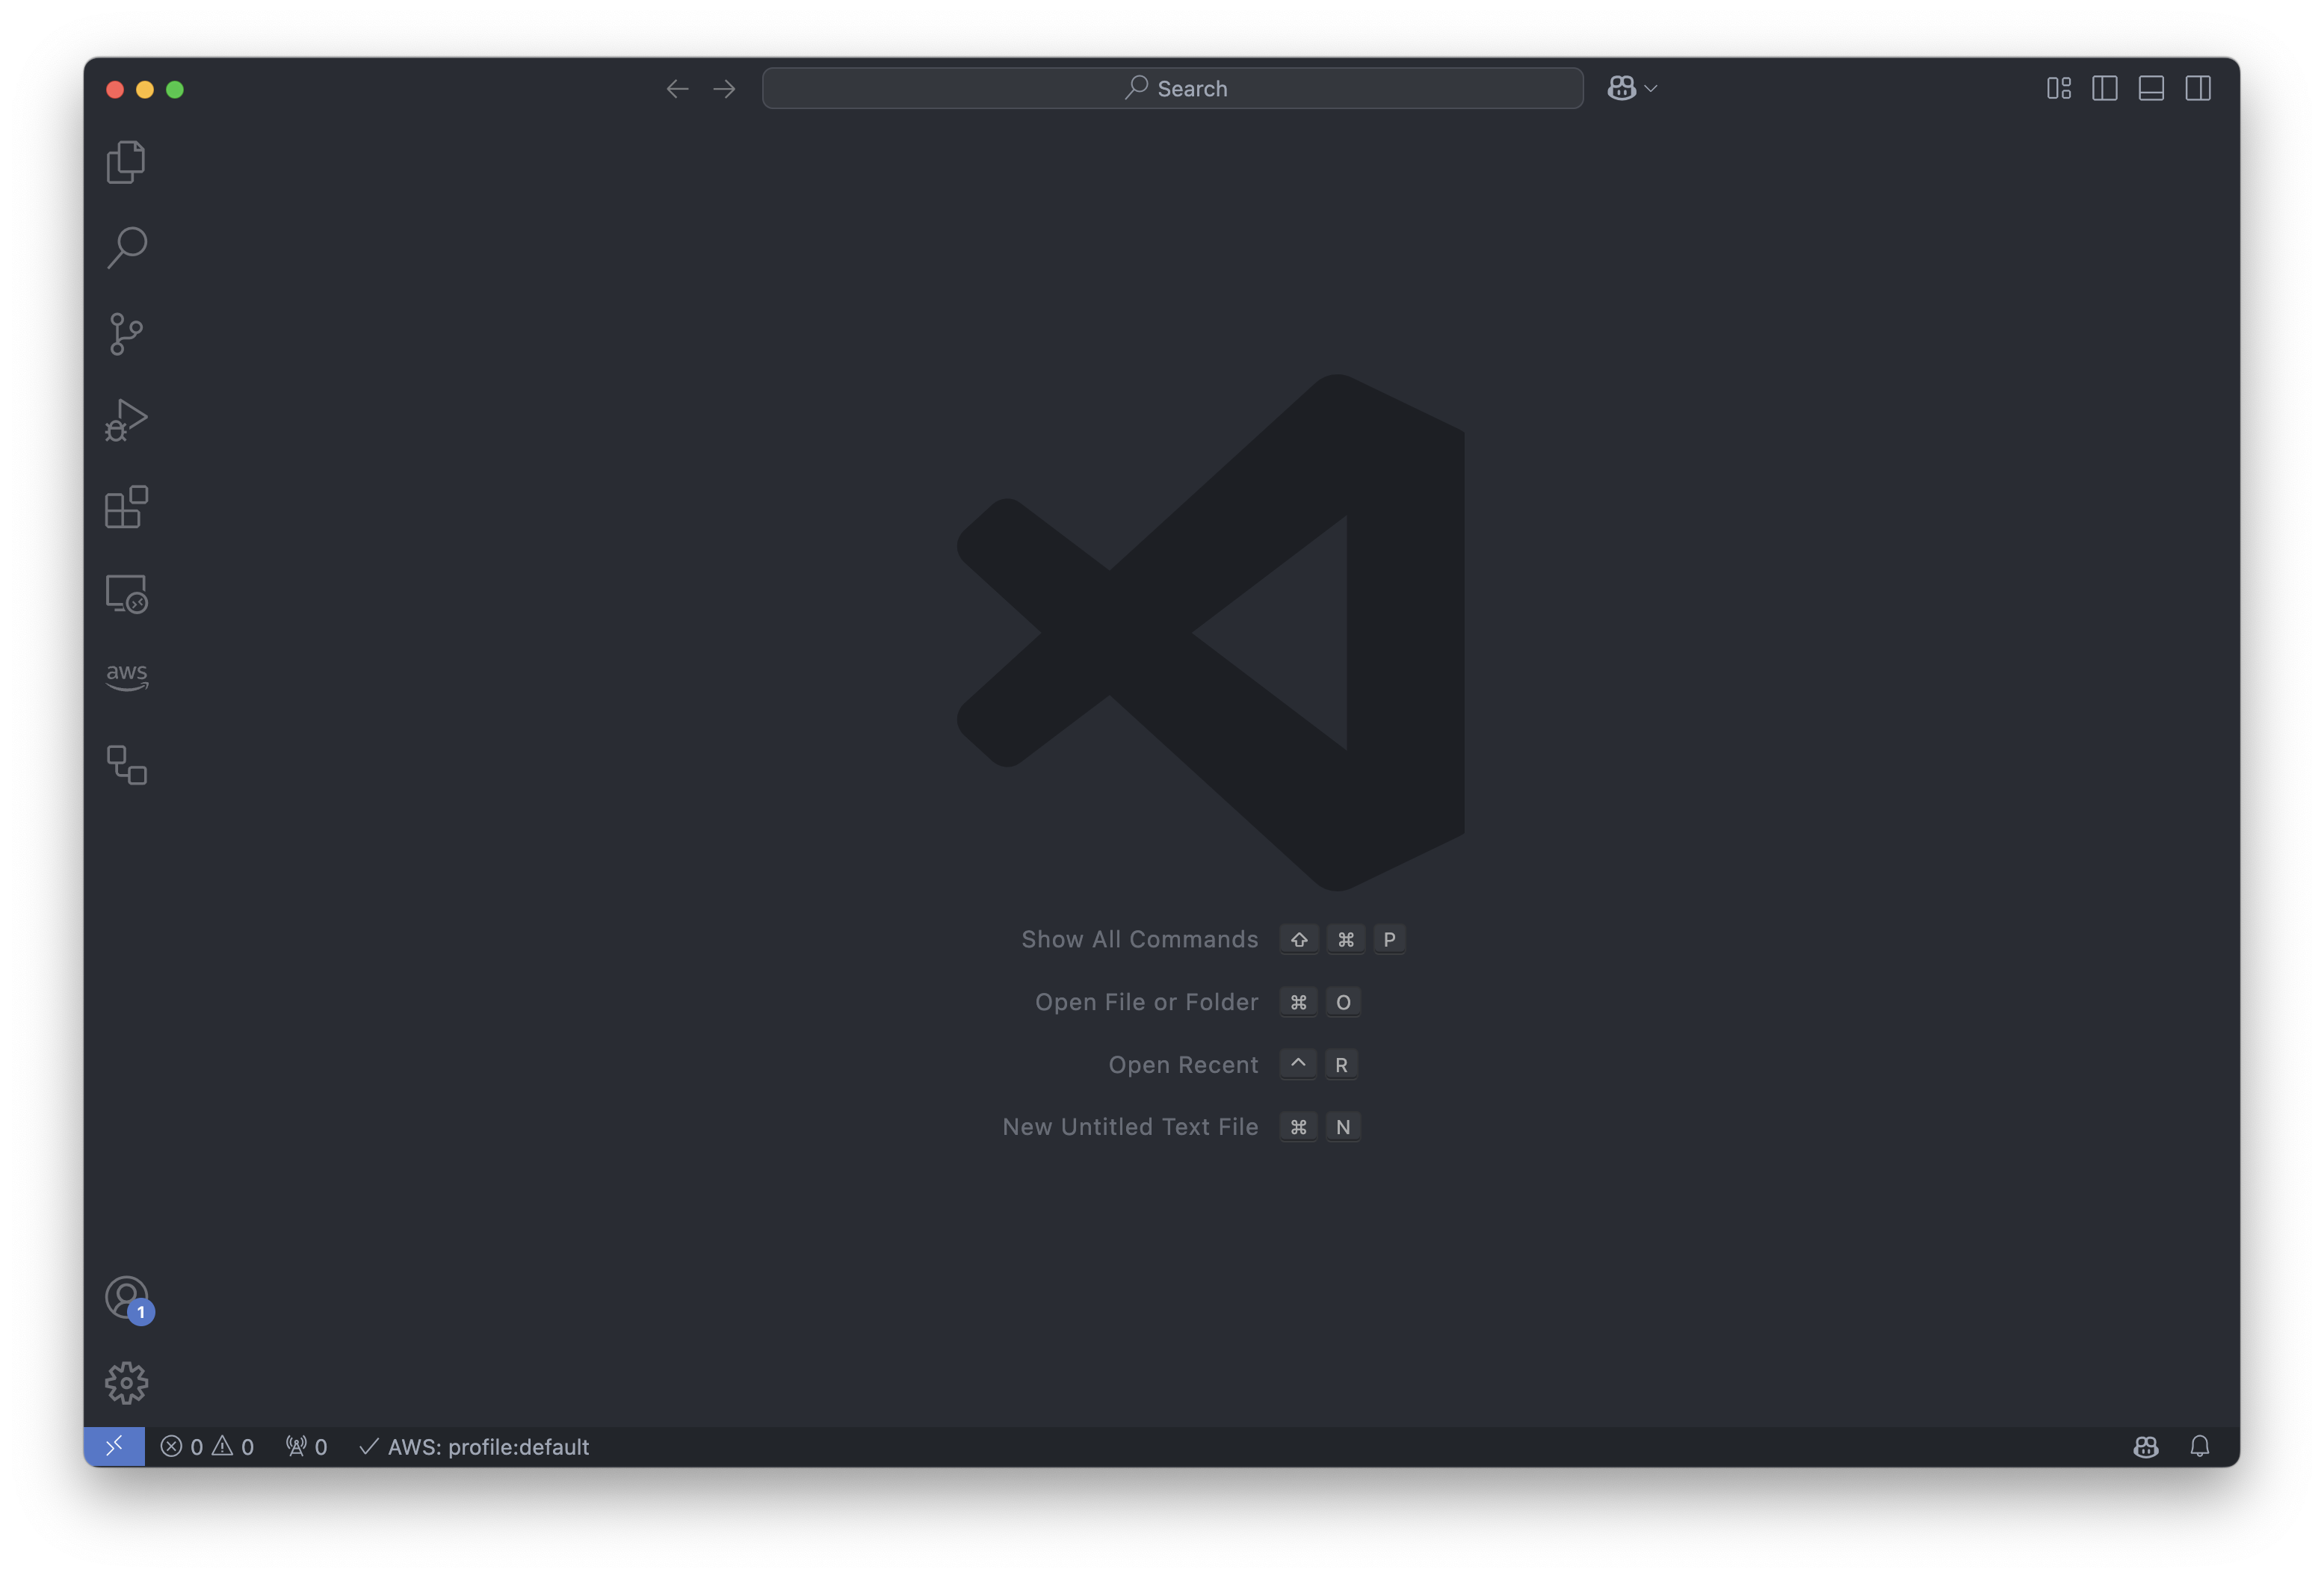 Search
aws
Show All Commands ⇧ ⌘ P
Open File or Folder ⌘ O
Open Recent ^ R
New Untitled Text File ⌘ N
1
0 0 0 AWS: profile:default